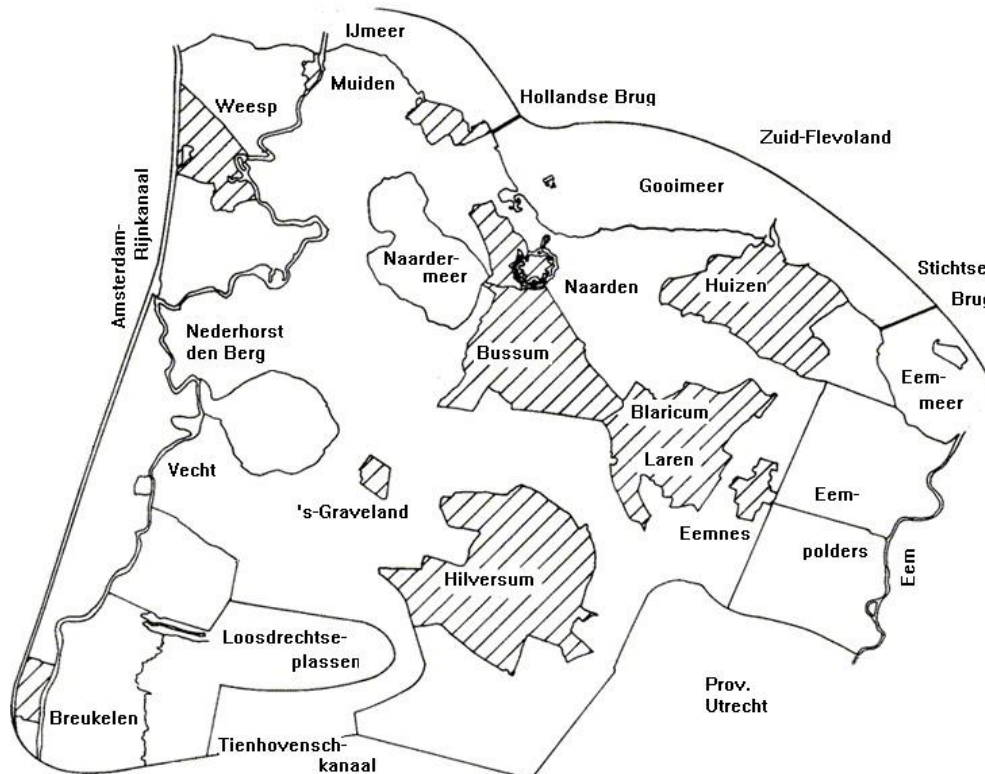 IJmeer
Muiden
Weesp
Hollandse Brug
Zuid-Flevoland
Gooimeer
Amsterdam-
Rijnkanaal
Naarder-
meer
Naarden
Huizen
Stichtse
Brug
Nederhorst
den Berg
Bussum
Eem-
meer
Blaricum
Laren
Vecht
's-Graveland
Eemnes
Eem-
polders
Eem
Hilversum
Loosdrechtse-
plassen
Prov.
Utrecht
Breukelen
Tienhovensch-
kanaal